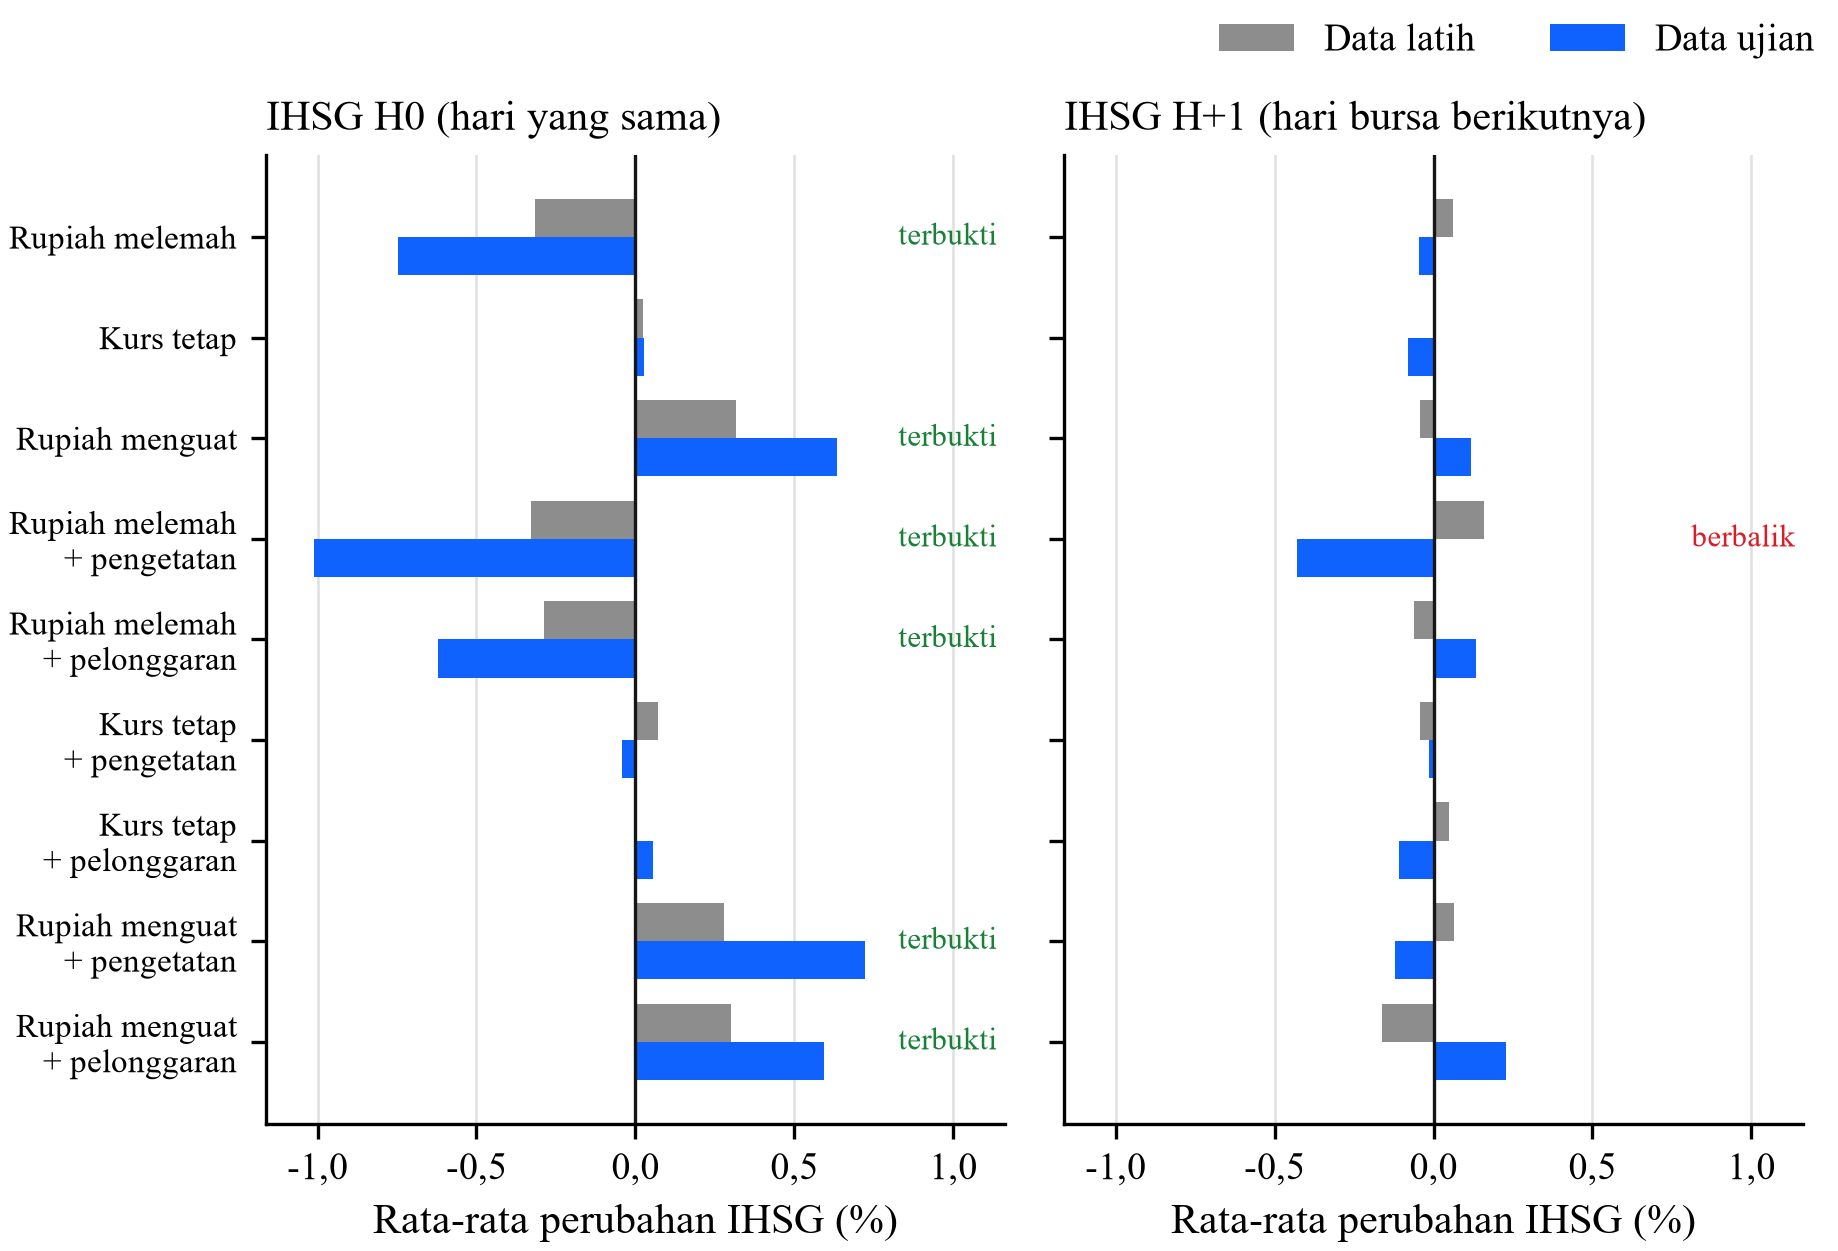 Data latih
Data ujian
IHSG H0 (hari yang sama)
IHSG H+1 (hari bursa berikutnya)
Rupiah melemah
terbukti
Kurs tetap
Rupiah menguat
terbukti
Rupiah melemah
+ pengetatan
terbukti
berbalik
Rupiah melemah
+ pelonggaran
terbukti
Kurs tetap
+ pengetatan
Kurs tetap
+ pelonggaran
Rupiah menguat
+ pengetatan
terbukti
Rupiah menguat
+ pelonggaran
terbukti
-1,0 -0,5 0,0 0,5 1,0
-1,0 -0,5 0,0 0,5 1,0
Rata-rata perubahan IHSG (%)
Rata-rata perubahan IHSG (%)